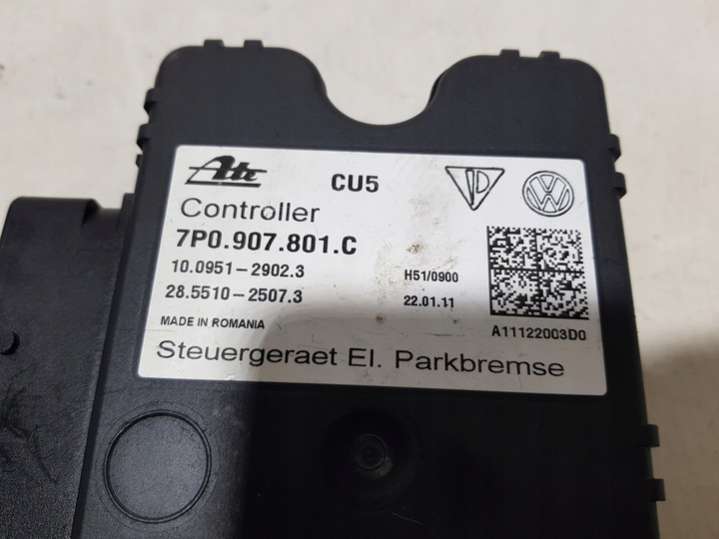 Ate CU5
Controller
7P0.907.801.C
10.0951-2902.3 H51/0900
28.5510-2507.3 22.01.11
MADE IN ROMANIA A11122003D0
Steuergeraet El. Parkbremse